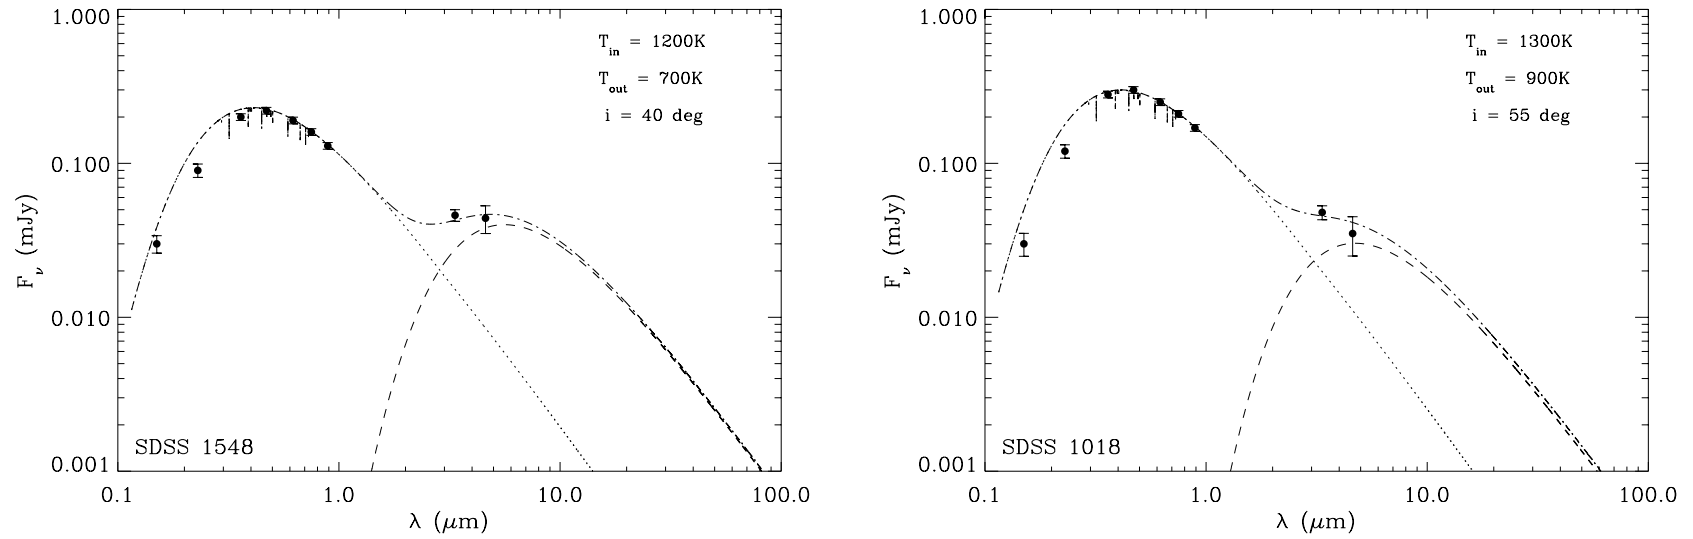 1.000
0.100
0.010
0.001
F_ν (mJy)
T_in = 1200K
T_out = 700K
i = 40 deg
SDSS 1548
0.1 1.0 10.0 100.0
λ (μm)
1.000
0.100
0.010
0.001
F_ν (mJy)
T_in = 1300K
T_out = 900K
i = 55 deg
SDSS 1018
0.1 1.0 10.0 100.0
λ (μm)